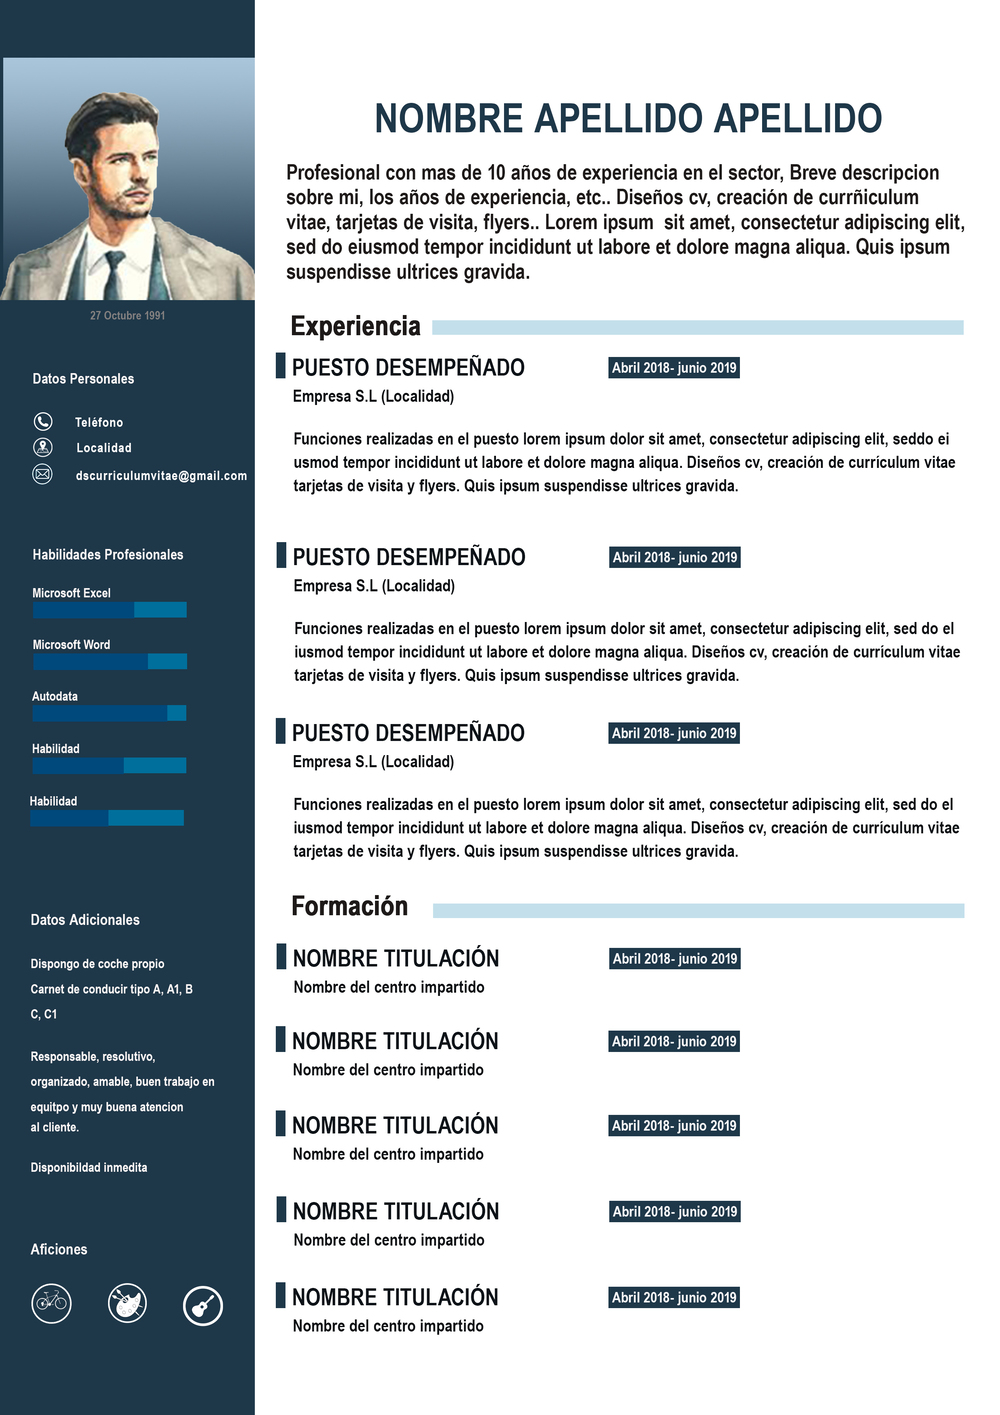 27 Octubre 1991
Datos Personales
Teléfono
Localidad
dscurriculumvitae@gmail.com
Habilidades Profesionales
Microsoft Excel
Microsoft Word
Autodata
Habilidad
Habilidad
Datos Adicionales
Dispongo de coche propio
Carnet de conducir tipo A, A1, B
C, C1
Responsable, resolutivo,
organizado, amable, buen trabajo en
equitpo y muy buena atencion
al cliente.
Disponibildad inmedita
Aficiones
NOMBRE APELLIDO APELLIDO
Profesional con mas de 10 años de experiencia en el sector, Breve descripcion
sobre mi, los años de experiencia, etc.. Diseños cv, creación de currñiculum
vitae, tarjetas de visita, flyers.. Lorem ipsum  sit amet, consectetur adipiscing elit,
sed do eiusmod tempor incididunt ut labore et dolore magna aliqua. Quis ipsum
suspendisse ultrices gravida.
Experiencia
PUESTO DESEMPEÑADO Abril 2018- junio 2019
Empresa S.L (Localidad)
Funciones realizadas en el puesto lorem ipsum dolor sit amet, consectetur adipiscing elit, seddo ei
usmod tempor incididunt ut labore et dolore magna aliqua. Diseños cv, creación de currículum vitae
tarjetas de visita y flyers. Quis ipsum suspendisse ultrices gravida.
PUESTO DESEMPEÑADO Abril 2018- junio 2019
Empresa S.L (Localidad)
Funciones realizadas en el puesto lorem ipsum dolor sit amet, consectetur adipiscing elit, sed do el
iusmod tempor incididunt ut labore et dolore magna aliqua. Diseños cv, creación de currículum vitae
tarjetas de visita y flyers. Quis ipsum suspendisse ultrices gravida.
PUESTO DESEMPEÑADO Abril 2018- junio 2019
Empresa S.L (Localidad)
Funciones realizadas en el puesto lorem ipsum dolor sit amet, consectetur adipiscing elit, sed do el
iusmod tempor incididunt ut labore et dolore magna aliqua. Diseños cv, creación de currículum vitae
tarjetas de visita y flyers. Quis ipsum suspendisse ultrices gravida.
Formación
NOMBRE TITULACIÓN Abril 2018- junio 2019
Nombre del centro impartido
NOMBRE TITULACIÓN Abril 2018- junio 2019
Nombre del centro impartido
NOMBRE TITULACIÓN Abril 2018- junio 2019
Nombre del centro impartido
NOMBRE TITULACIÓN Abril 2018- junio 2019
Nombre del centro impartido
NOMBRE TITULACIÓN Abril 2018- junio 2019
Nombre del centro impartido